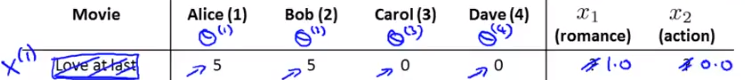 Movie Alice (1) Bob (2) Carol (3) Dave (4) x₁ x₂
(romance) (action)
θ⁽¹⁾ θ⁽²⁾ θ⁽³⁾ θ⁽⁴⁾
x⁽¹⁾ Love at last → 5 → 5 → 0 → 0 1.0 0.0